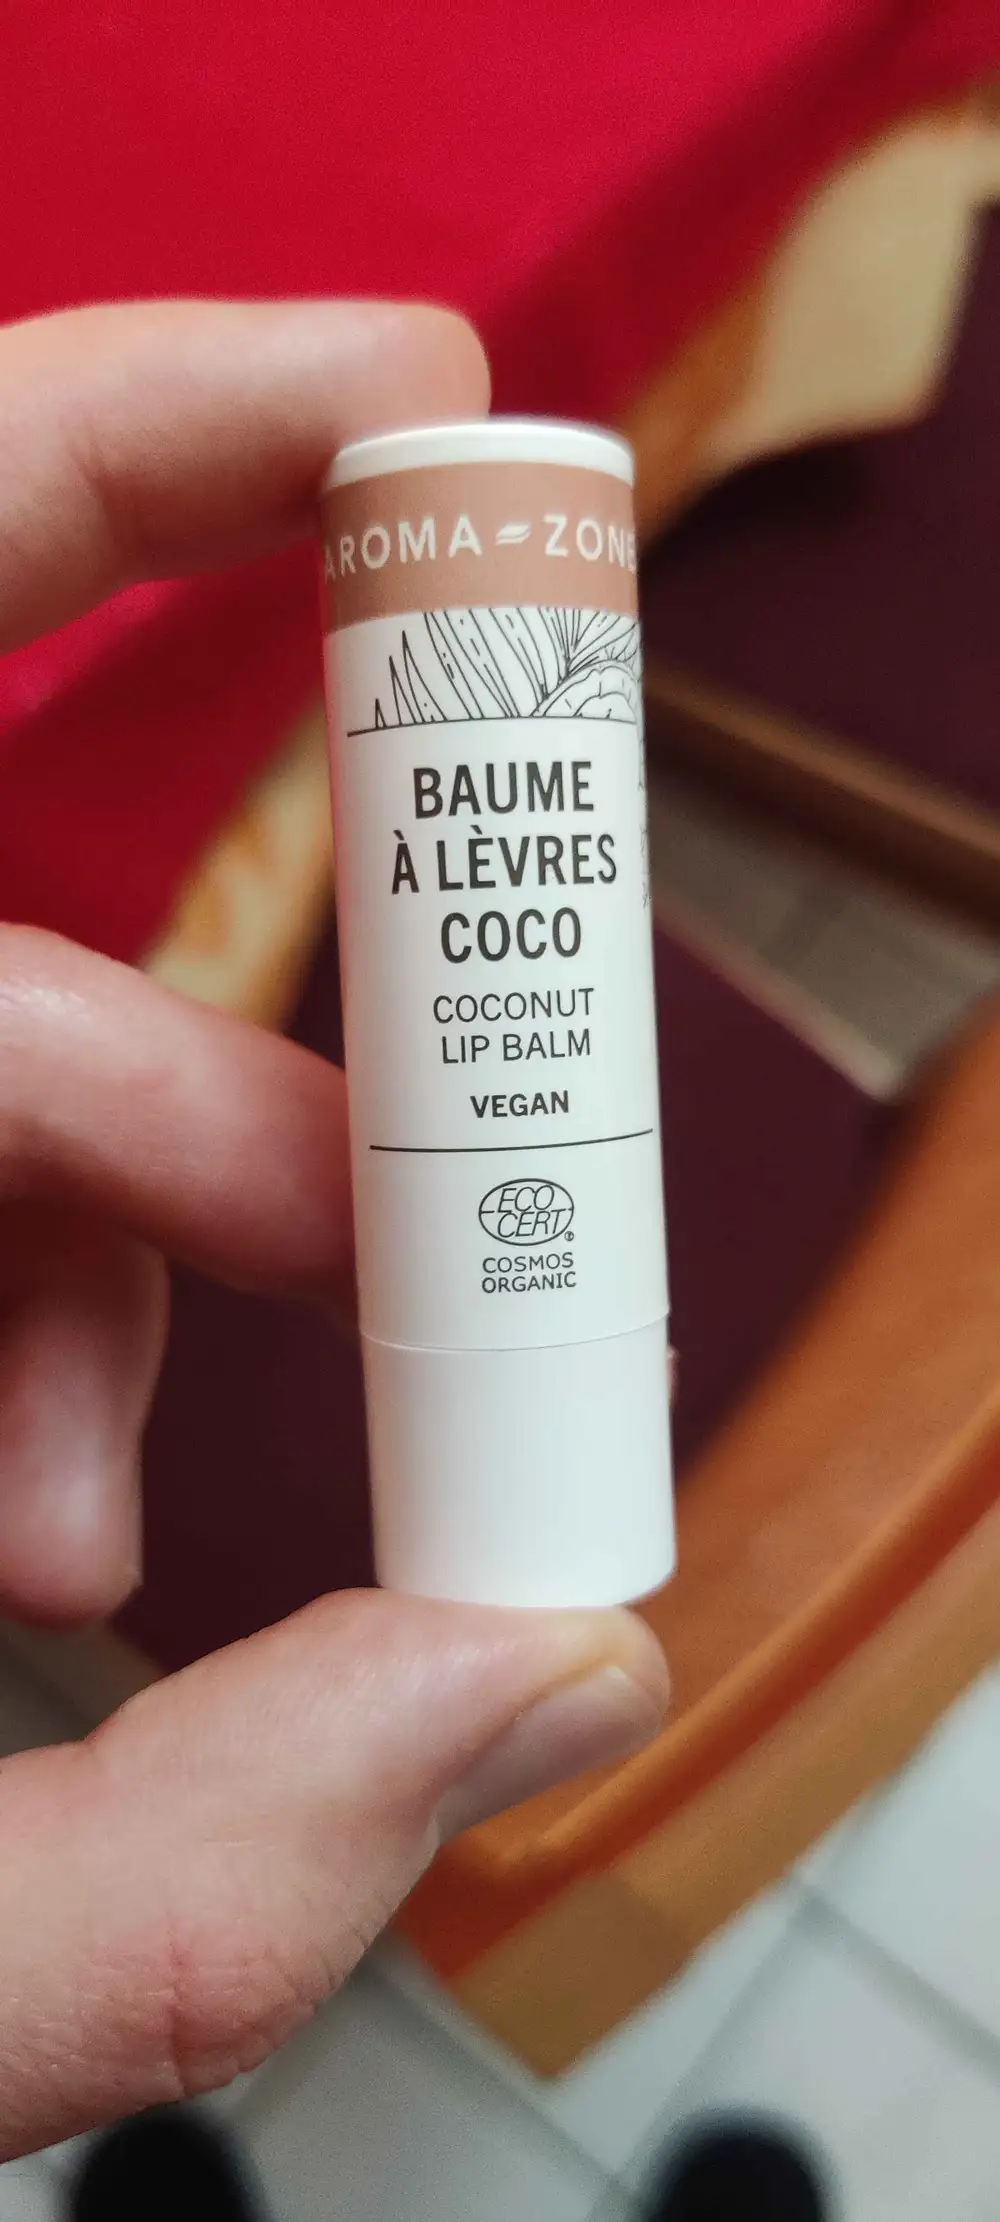 AROMA ZONE
BAUME
À LÈVRES
COCO
COCONUT
LIP BALM
VEGAN
ECO
CERT
COSMOS
ORGANIC